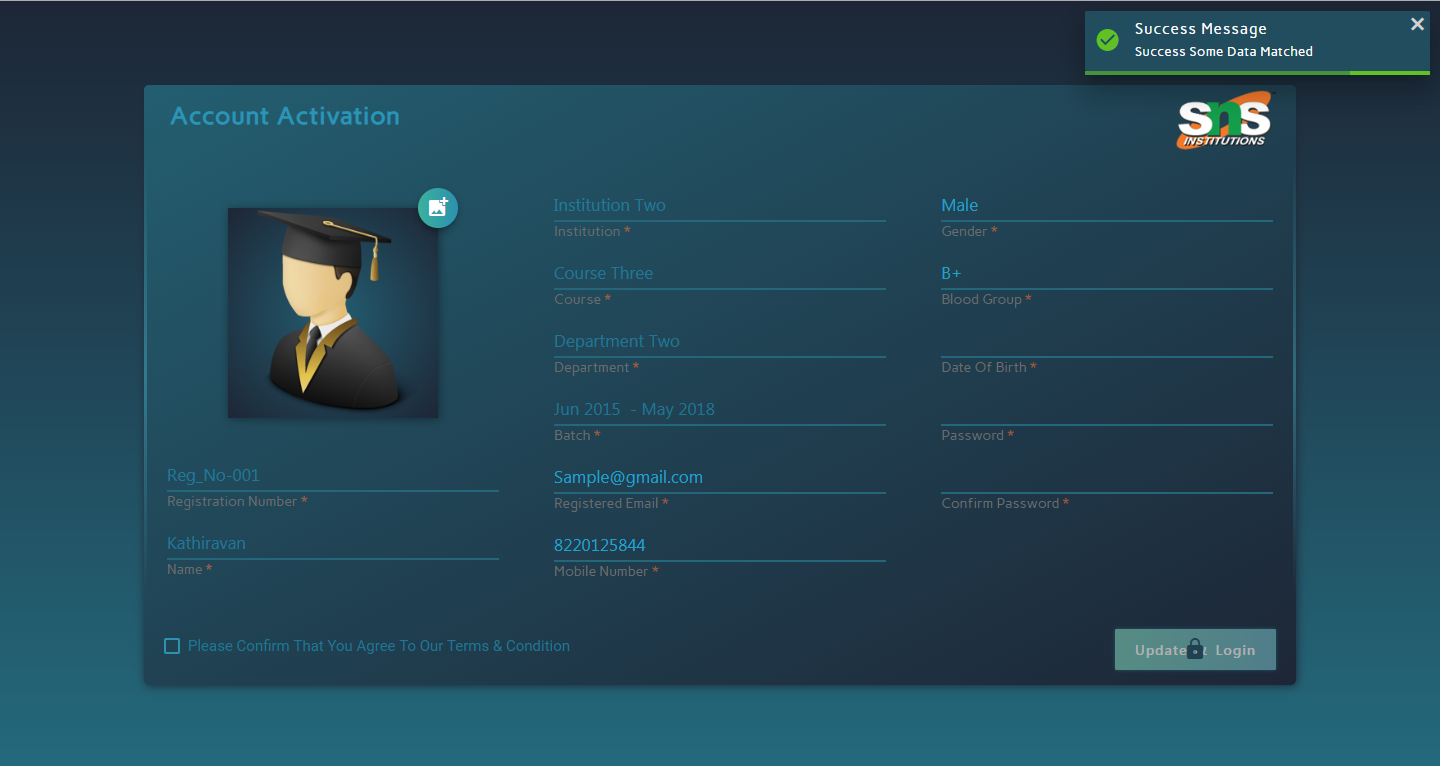 Success Message
Success Some Data Matched
Account Activation
sns
INSTITUTIONS
Institution Two
Institution *
Course Three
Course *
Department Two
Department *
Jun 2015 - May 2018
Batch *
Sample@gmail.com
Registered Email *
8220125844
Mobile Number *
Male
Gender *
B+
Blood Group *
Date Of Birth *
Password *
Confirm Password *
Reg_No-001
Registration Number *
Kathiravan
Name *
Please Confirm That You Agree To Our Terms & Condition
Update & Login